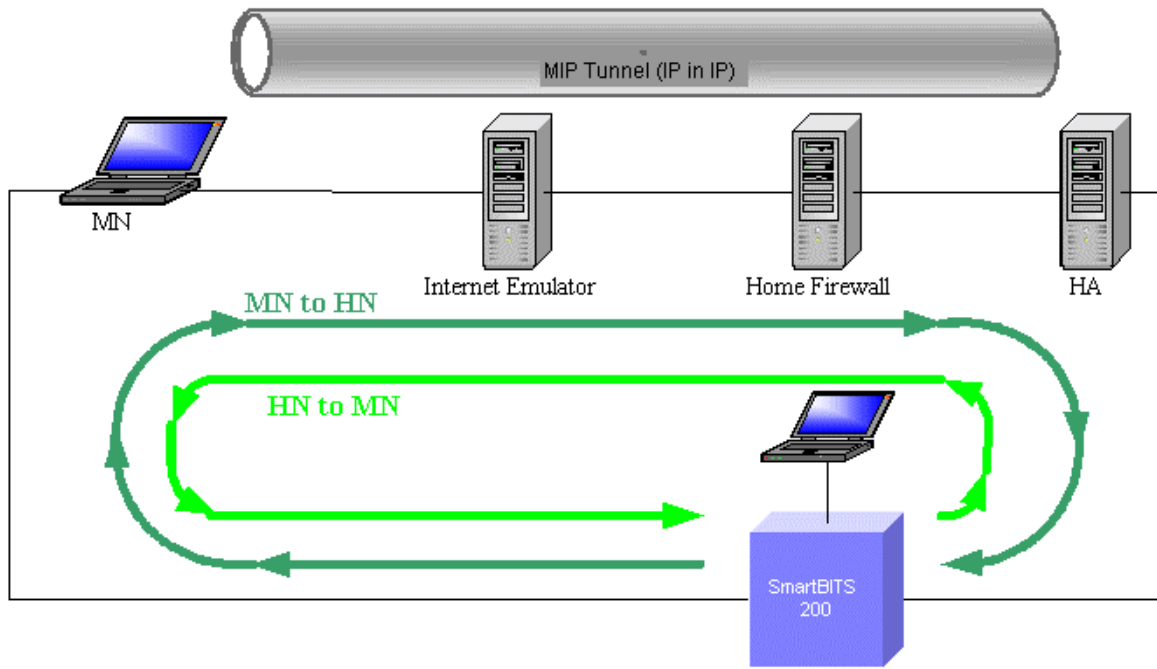 MIP Tunnel (IP in IP)
MN
Internet Emulator
Home Firewall
HA
MN to HN
HN to MN
SmartBITS
200